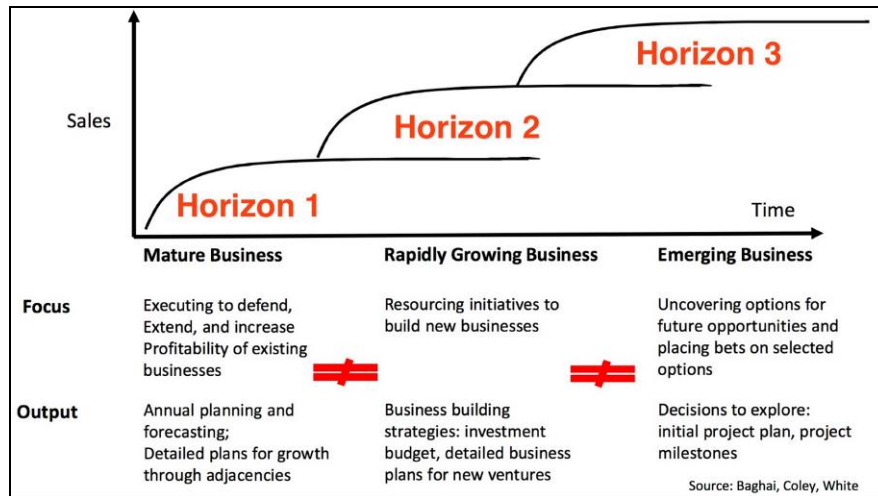 Sales
Horizon 1
Horizon 2
Horizon 3
Time
Mature Business
Rapidly Growing Business
Emerging Business
Focus
Executing to defend,
Extend, and increase
Profitability of existing
businesses
Resourcing initiatives to
build new businesses
Uncovering options for
future opportunities and
placing bets on selected
options
≠
≠
Output
Annual planning and
forecasting;
Detailed plans for growth
through adjacencies
Business building
strategies: investment
budget, detailed business
plans for new ventures
Decisions to explore:
initial project plan, project
milestones
Source: Baghai, Coley, White